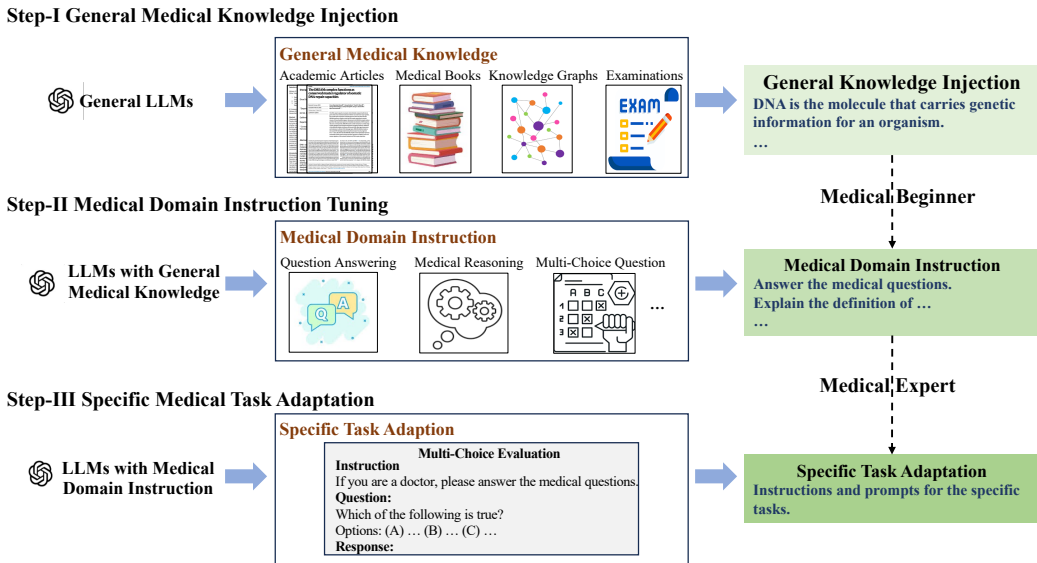 Step-I General Medical Knowledge Injection
General LLMs
General Medical Knowledge
Academic Articles
Medical Books
Knowledge Graphs
Examinations
EXAM
General Knowledge Injection
DNA is the molecule that carries genetic
information for an organism.
…
Medical Beginner
Step-II Medical Domain Instruction Tuning
LLMs with General
Medical Knowledge
Medical Domain Instruction
Question Answering
Medical Reasoning
Multi-Choice Question
Q
A
A B C
1
2
3
...
Medical Domain Instruction
Answer the medical questions.
Explain the definition of …
…
Medical Expert
Step-III Specific Medical Task Adaptation
LLMs with Medical
Domain Instruction
Specific Task Adaption
Multi-Choice Evaluation
Instruction
If you are a doctor, please answer the medical questions.
Question:
Which of the following is true?
Options: (A) … (B) … (C) …
Response:
Specific Task Adaptation
Instructions and prompts for the specific
tasks.